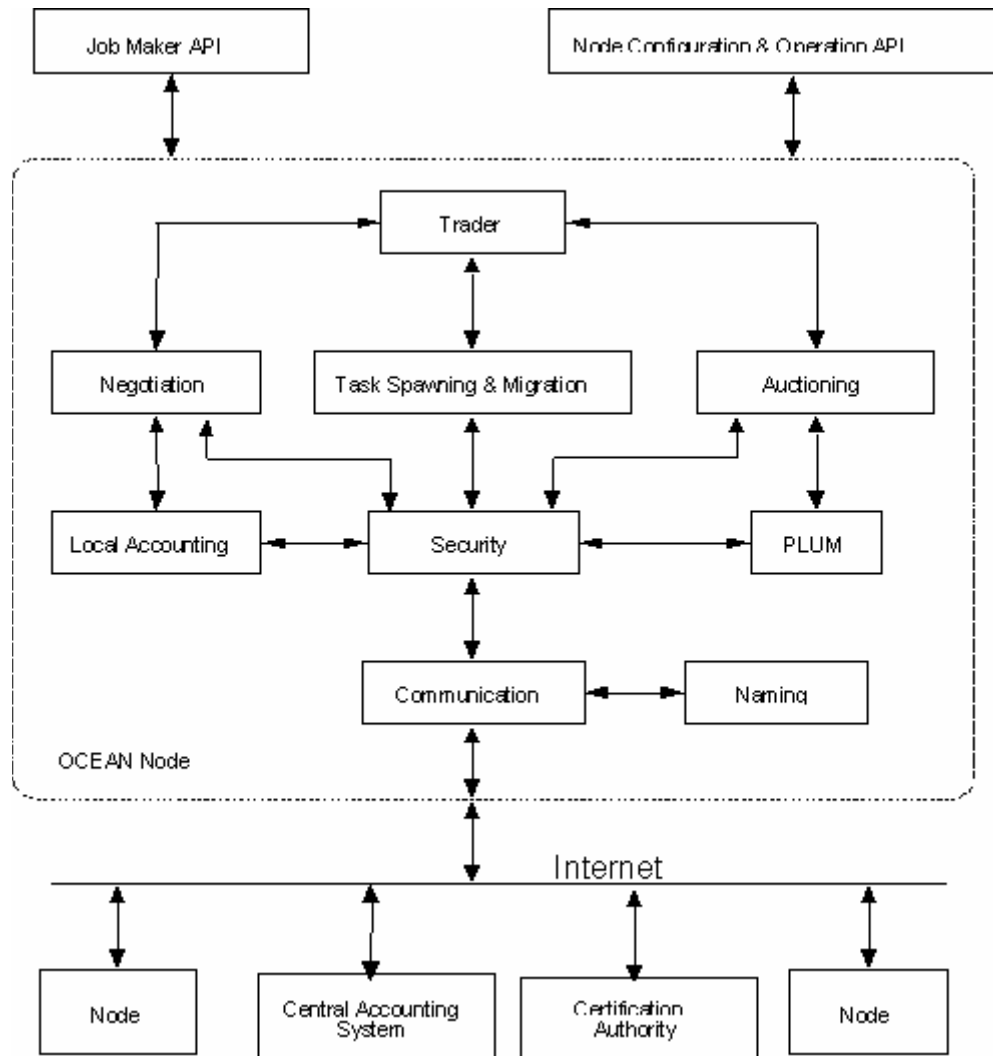 Job Maker API
Node Configuration & Operation API
Trader
Negotiation
Task Spawning & Migration
Auctioning
Local Accounting
Security
PLUM
Communication
Naming
OCEAN Node
Internet
Node
Central Accounting
System
Certification
Authority
Node